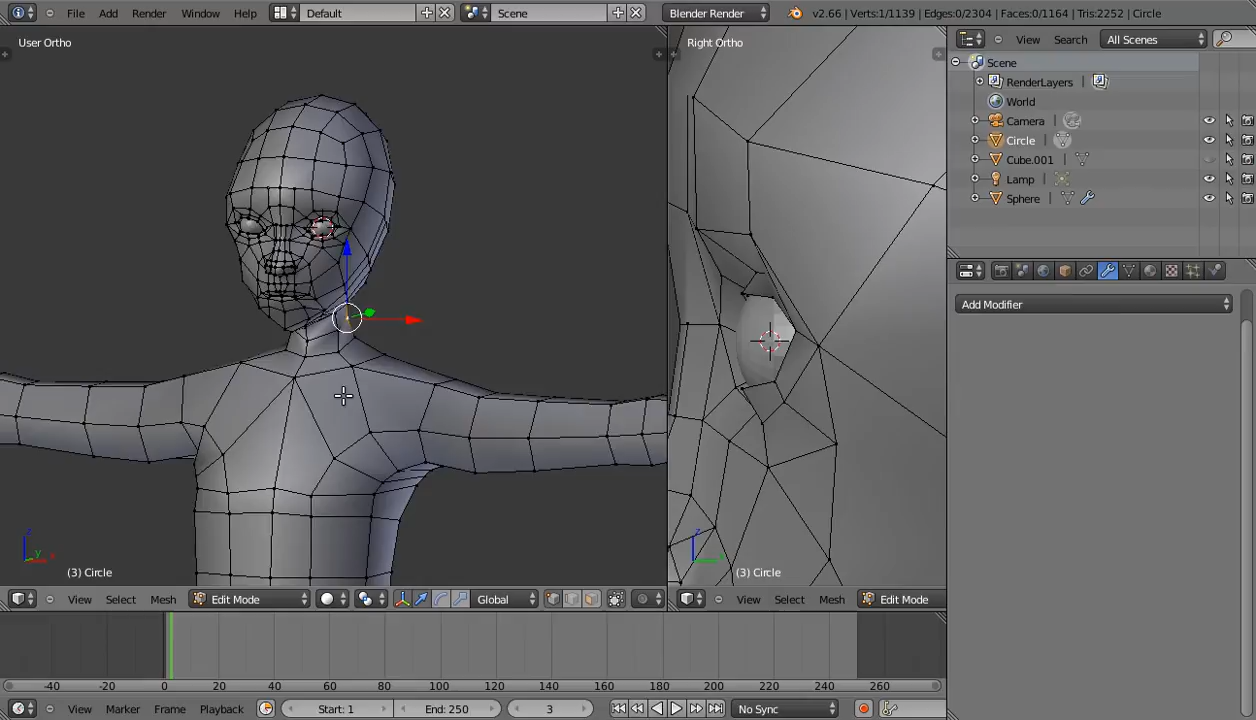 File Add Render Window Help Default Scene Blender Render v2.66 | Verts:1/1139 | Edges:0/2304 | Faces:0/1164 | Tris:2252 | Circle
User Ortho
Right Ortho
View Search All Scenes
Scene
RenderLayers
World
Camera
Circle
Cube.001
Lamp
Sphere
Add Modifier
z
y
x
z
y
(3) Circle
(3) Circle
View Select Mesh Edit Mode Global
View Select Mesh Edit Mode
-40 -20 0 20 40 60 80 100 120 140 160 180 200 220 240 260
View Marker Frame Playback Start: 1 End: 250 3 No Sync